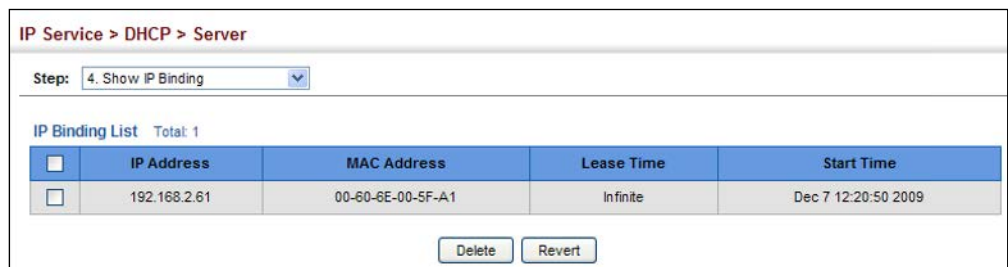 IP Service > DHCP > Server
Step: 4. Show IP Binding
IP Binding List Total: 1
IP Address MAC Address Lease Time Start Time
192.168.2.61 00-60-6E-00-5F-A1 Infinite Dec 7 12:20:50 2009
Delete Revert